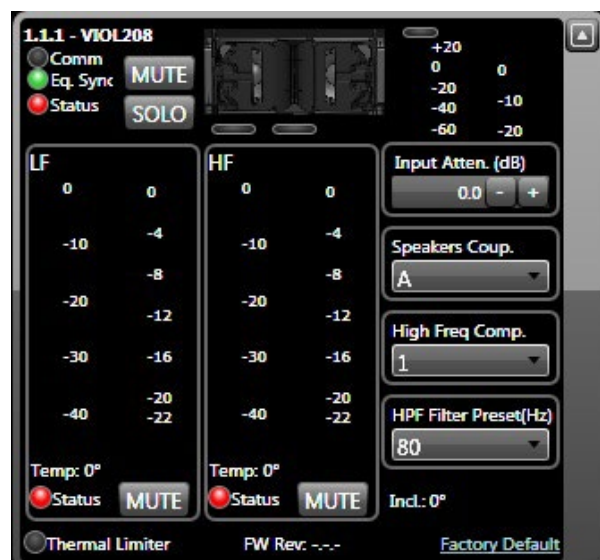 1.1.1 - VIOL208
Comm
Eq. Sync
MUTE
Status
SOLO
+20
0
0
-20
-10
-40
-60
-20
LF
0
0
-4
-10
-8
-20
-12
-30
-16
-20
-40
-22
Temp: 0°
Status
MUTE
HF
0
0
-4
-10
-8
-20
-12
-30
-16
-20
-40
-22
Temp: 0°
Status
MUTE
Input Atten. (dB)
0.0 - +
Speakers Coup.
A
High Freq Comp.
1
HPF Filter Preset(Hz)
80
Incl.: 0°
Thermal Limiter
FW Rev: -.-.-
Factory Default